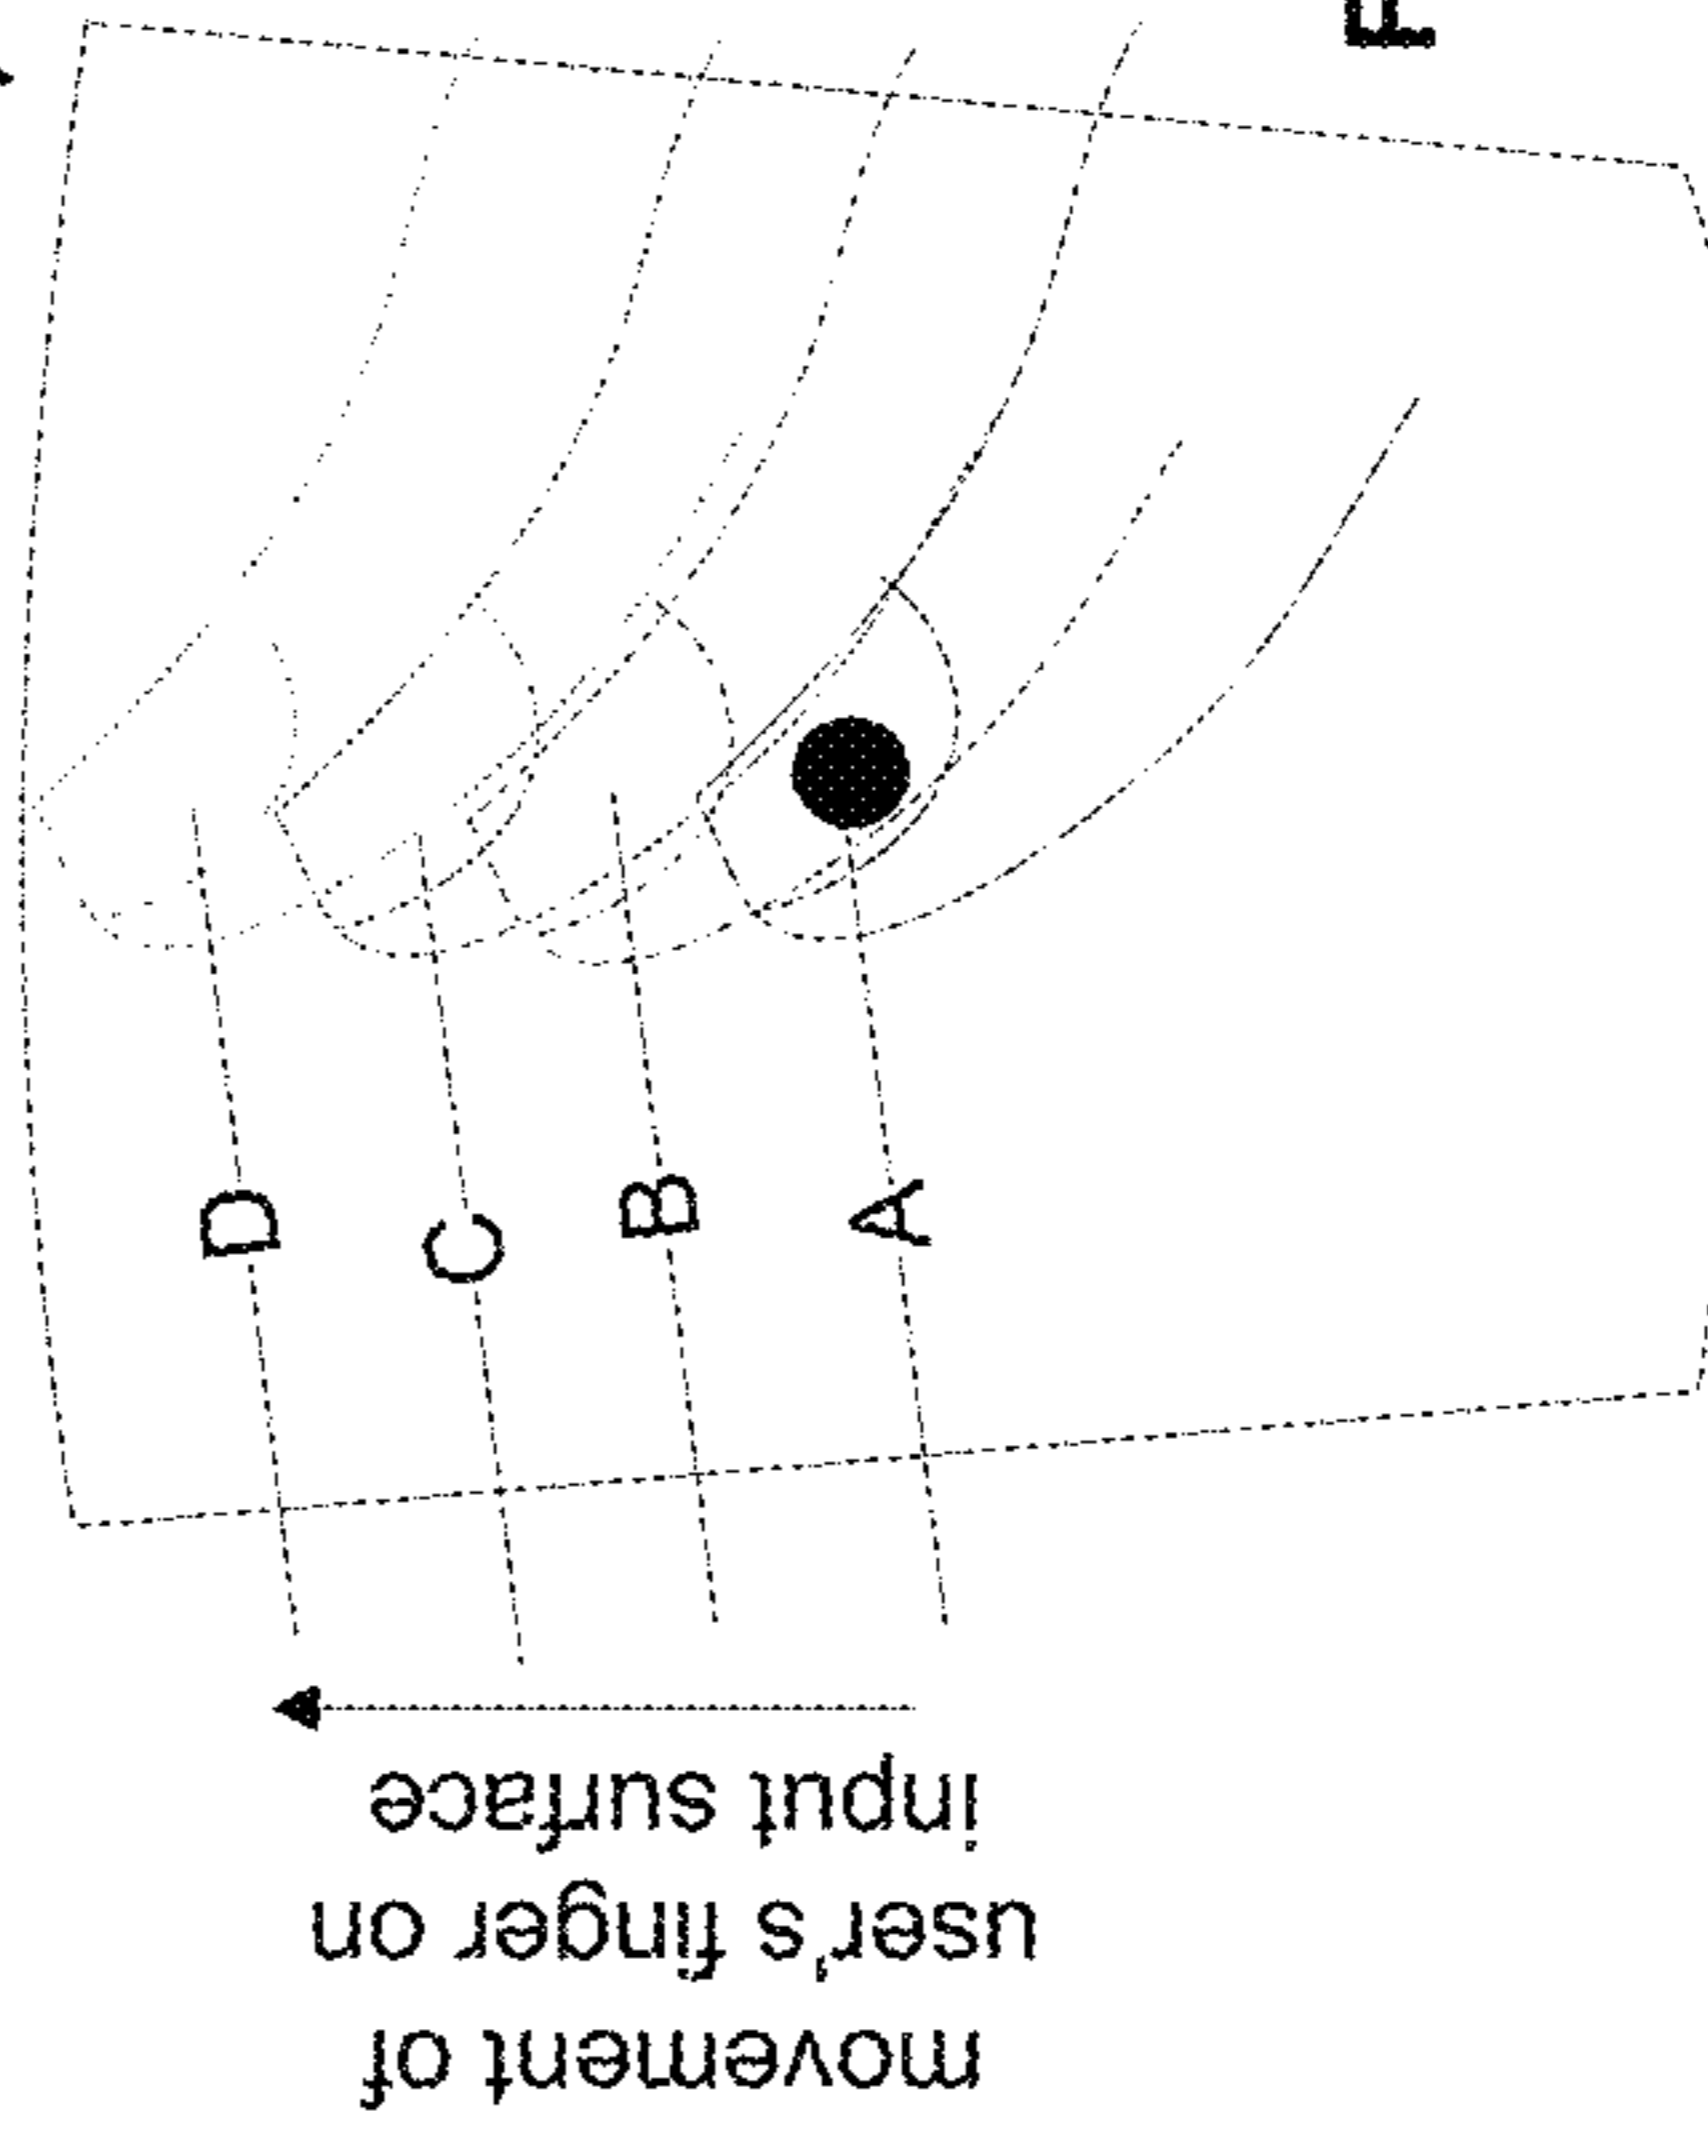 D
C
B
A
movement of
user's finger on
input surface
F